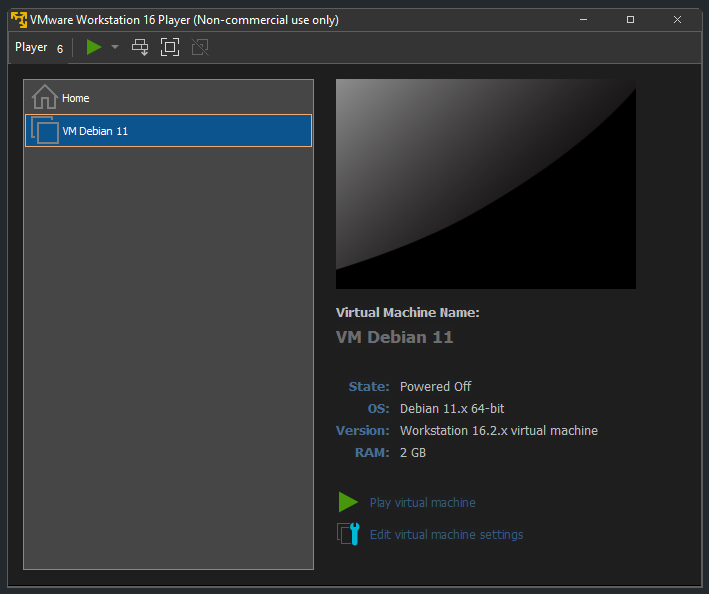 VMware Workstation 16 Player (Non-commercial use only)
Player 6
Home
VM Debian 11
Virtual Machine Name:
VM Debian 11
State: Powered Off
OS: Debian 11.x 64-bit
Version: Workstation 16.2.x virtual machine
RAM: 2 GB
Play virtual machine
Edit virtual machine settings